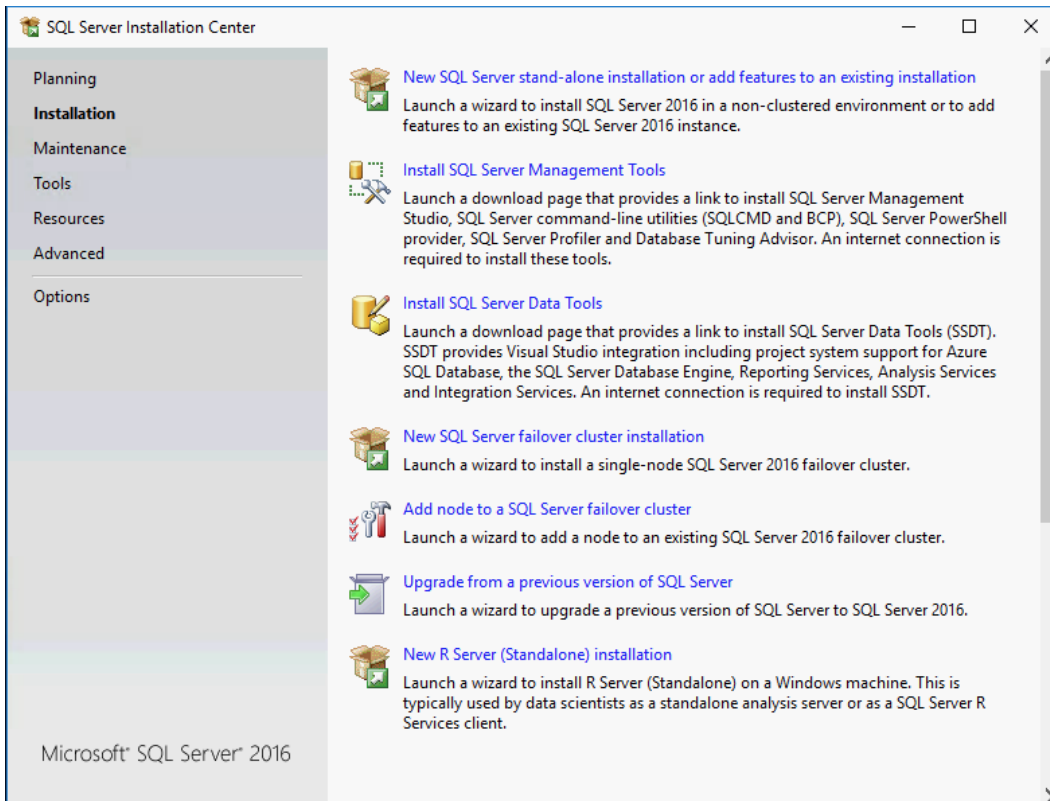 SQL Server Installation Center
Planning
Installation
Maintenance
Tools
Resources
Advanced
Options
New SQL Server stand-alone installation or add features to an existing installation
Launch a wizard to install SQL Server 2016 in a non-clustered environment or to add
features to an existing SQL Server 2016 instance.
Install SQL Server Management Tools
Launch a download page that provides a link to install SQL Server Management
Studio, SQL Server command-line utilities (SQLCMD and BCP), SQL Server PowerShell
provider, SQL Server Profiler and Database Tuning Advisor. An internet connection is
required to install these tools.
Install SQL Server Data Tools
Launch a download page that provides a link to install SQL Server Data Tools (SSDT).
SSDT provides Visual Studio integration including project system support for Azure
SQL Database, the SQL Server Database Engine, Reporting Services, Analysis Services
and Integration Services. An internet connection is required to install SSDT.
New SQL Server failover cluster installation
Launch a wizard to install a single-node SQL Server 2016 failover cluster.
Add node to a SQL Server failover cluster
Launch a wizard to add a node to an existing SQL Server 2016 failover cluster.
Upgrade from a previous version of SQL Server
Launch a wizard to upgrade a previous version of SQL Server to SQL Server 2016.
New R Server (Standalone) installation
Launch a wizard to install R Server (Standalone) on a Windows machine. This is
typically used by data scientists as a standalone analysis server or as a SQL Server R
Services client.
Microsoft® SQL Server® 2016